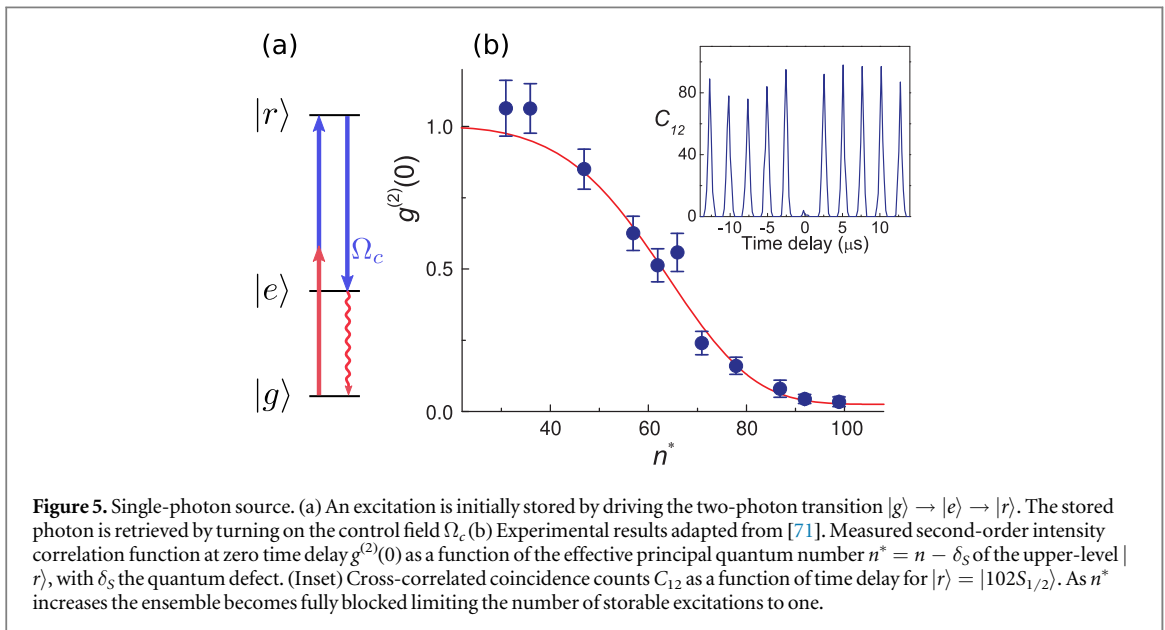 (a)
(b)
|r⟩
|e⟩
|g⟩
Ω_c
g^(2)(0)
1.0
0.5
0.0
40
60
80
100
n*
C_12
80
40
0
-10
-5
0
5
10
Time delay (μs)
Figure 5. Single-photon source. (a) An excitation is initially stored by driving the two-photon transition |g⟩ → |e⟩ → |r⟩. The stored
photon is retrieved by turning on the control field Ω_c (b) Experimental results adapted from [71]. Measured second-order intensity
correlation function at zero time delay g^(2)(0) as a function of the effective principal quantum number n* = n − δ_S of the upper-level |
r⟩, with δ_S the quantum defect. (Inset) Cross-correlated coincidence counts C_12 as a function of time delay for |r⟩ = |102S_1/2⟩. As n*
increases the ensemble becomes fully blocked limiting the number of storable excitations to one.